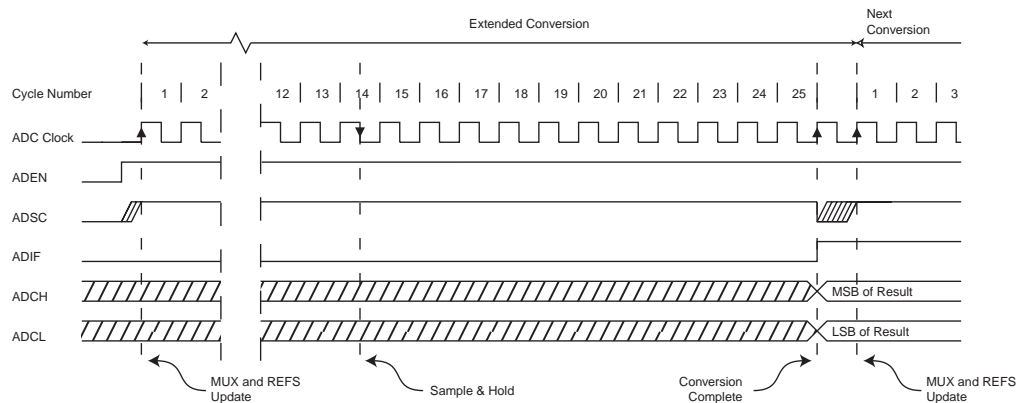 Extended Conversion
Next
Conversion
Cycle Number 1 2 12 13 14 15 16 17 18 19 20 21 22 23 24 25 1 2 3
ADC Clock
ADEN
ADSC
ADIF
ADCH MSB of Result
ADCL LSB of Result
MUX and REFS
Update
Sample & Hold
Conversion
Complete
MUX and REFS
Update